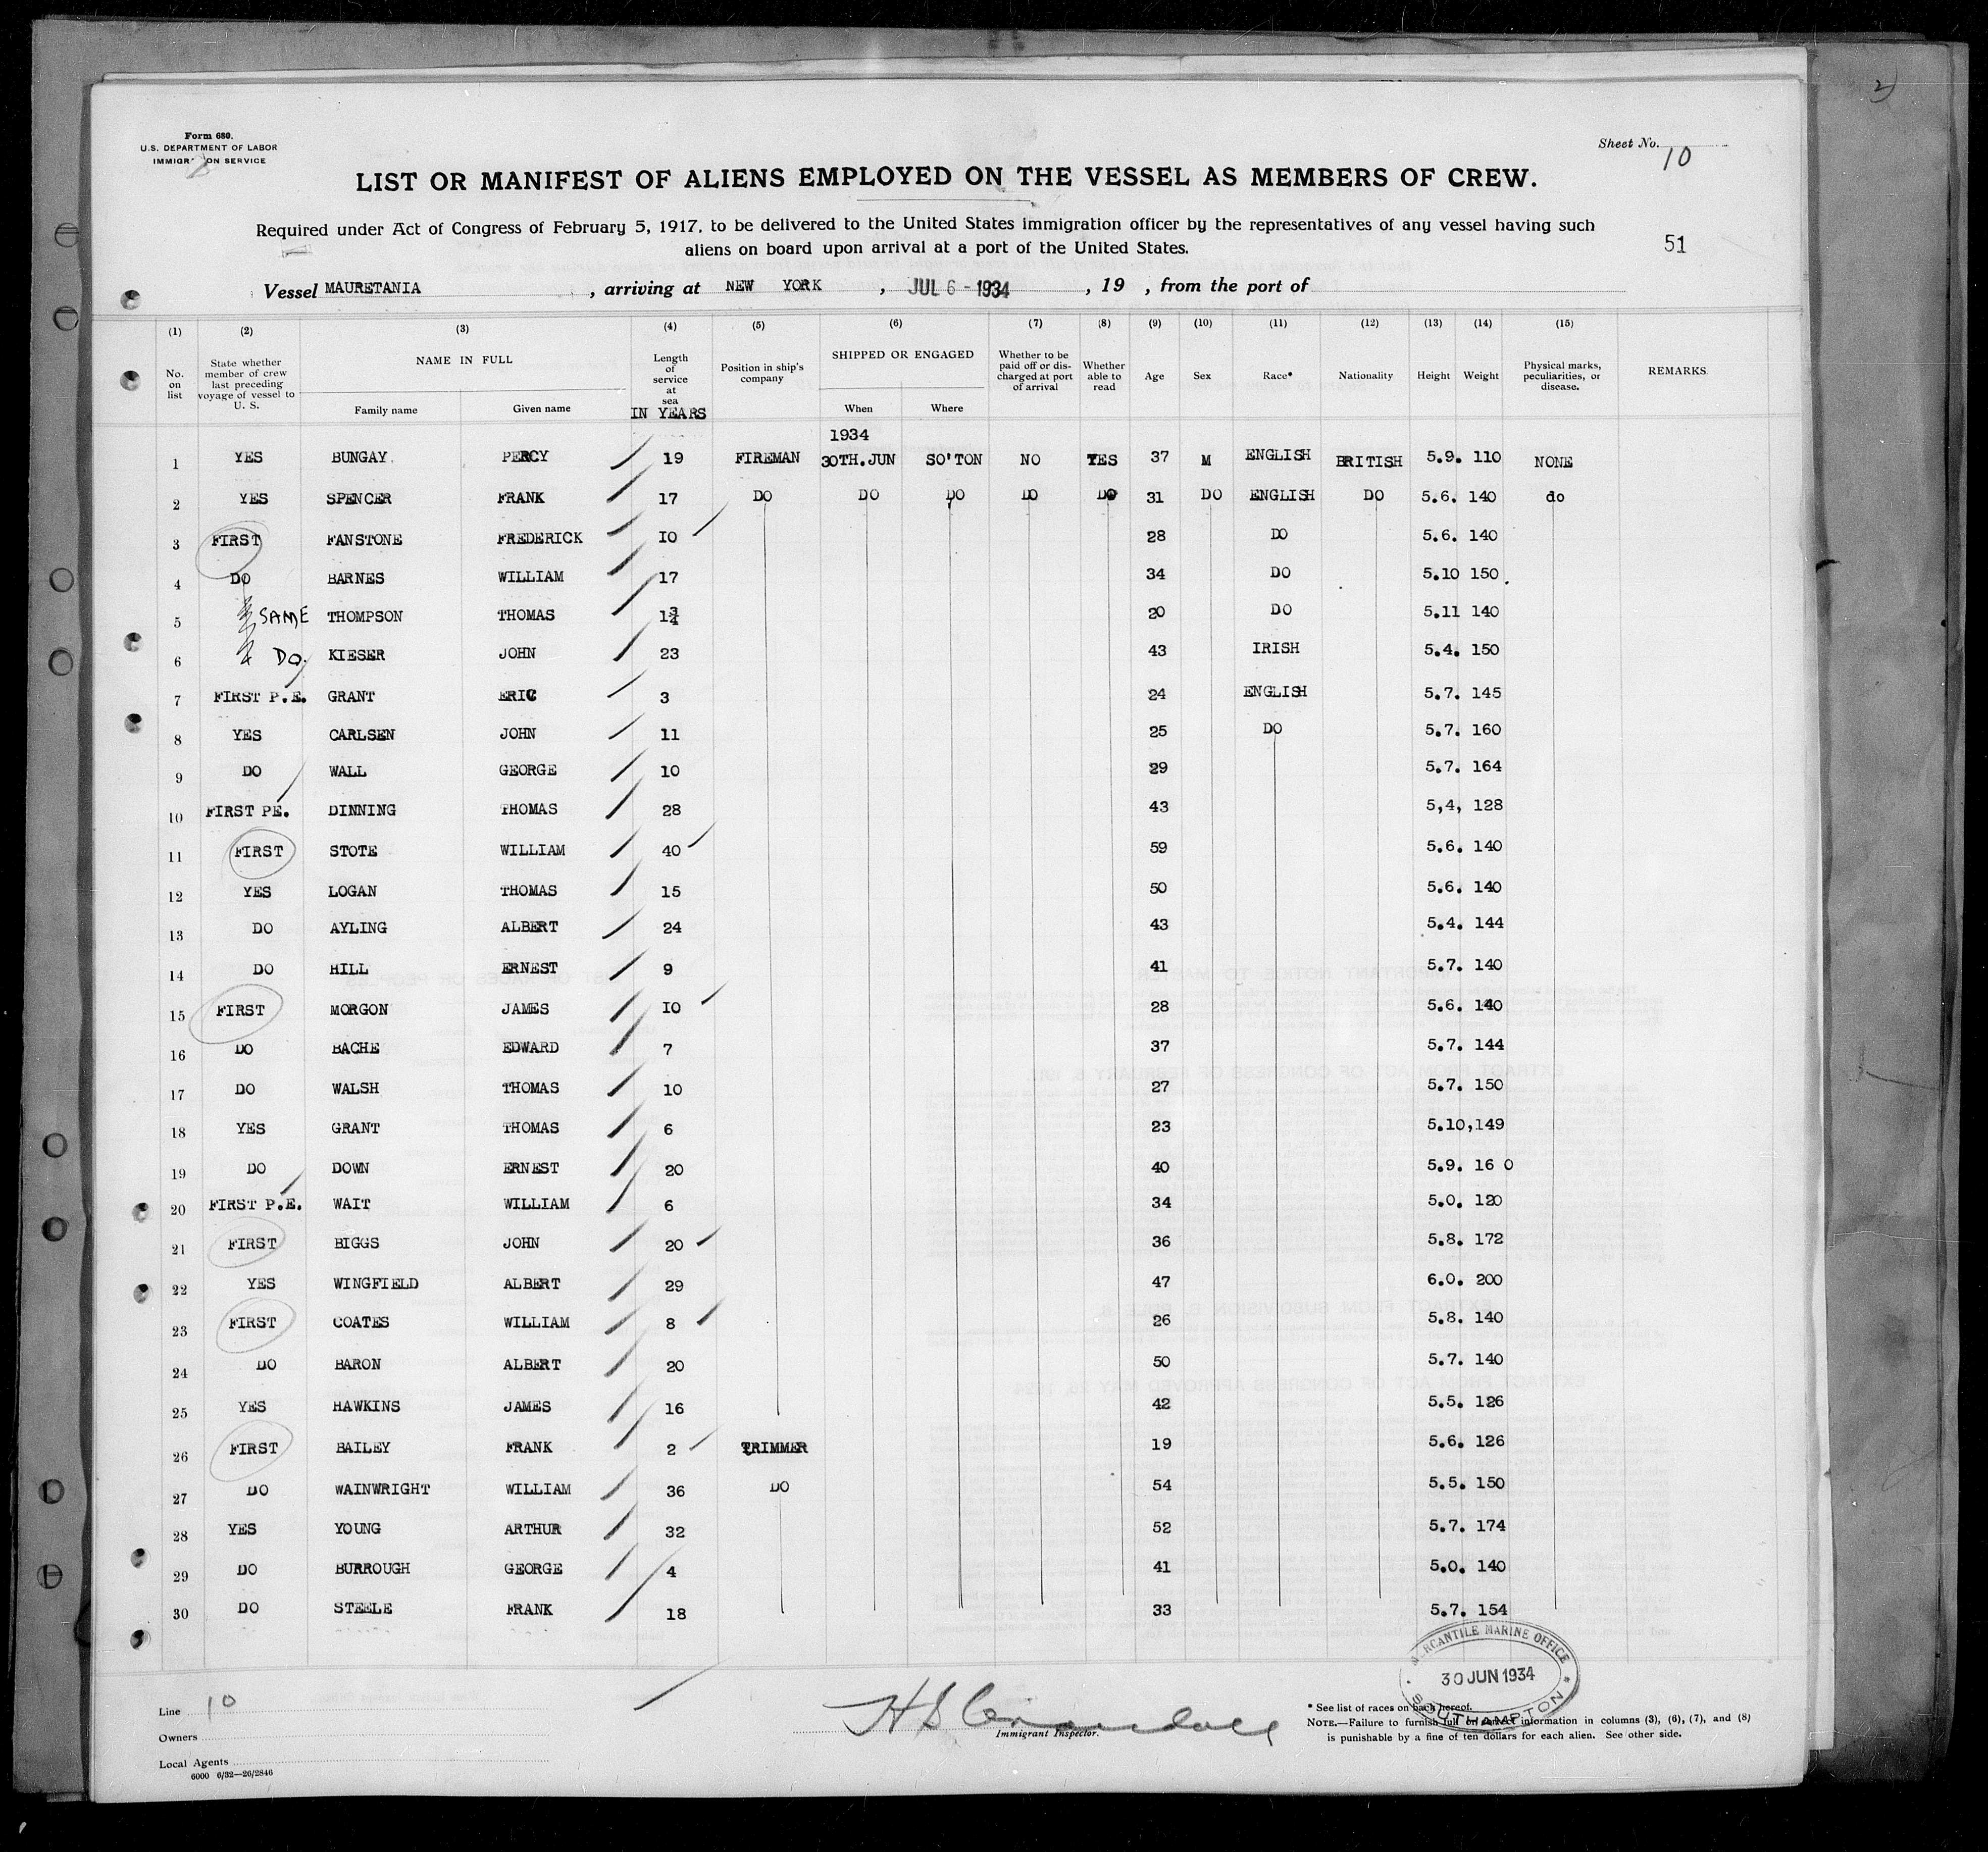 2)
Form 680.
U.S. DEPARTMENT OF LABOR
IMMIGRATION SERVICE
Sheet No. 10
LIST OR MANIFEST OF ALIENS EMPLOYED ON THE VESSEL AS MEMBERS OF CREW.
Required under Act of Congress of February 5, 1917, to be delivered to the United States immigration officer by the representatives of any vessel having such
aliens on board upon arrival at a port of the United States.
51
Vessel MAURETANIA , arriving at NEW YORK , JUL 6 - 1934 , 19 , from the port of
(1) (2) (3) (4) (5) (6) (7) (8) (9) (10) (11) (12) (13) (14) (15)
No. on list State whether member of crew last preceding voyage of vessel to U. S. NAME IN FULL Family name Given name Length of service at sea IN YEARS Position in ship's company SHIPPED OR ENGAGED When Where Whether to be paid off or discharged at port of arrival Whether able to read Age Sex Race* Nationality Height Weight Physical marks, peculiarities, or disease. REMARKS
1934
1 YES BUNGAY PERCY 19 FIREMAN 30TH.JUN SO'TON NO YES 37 M ENGLISH BRITISH 5.9. 110 NONE
2 YES SPENCER FRANK 17 DO DO DO DO DO 31 DO ENGLISH DO 5.6. 140 do
3 FIRST FANSTONE FREDERICK 10 28 DO 5.6. 140
4 DO BARNES WILLIAM 17 34 DO 5.10 150
5 SAME THOMPSON THOMAS 1¾ 20 DO 5.11 140
6 DO. KIESER JOHN 23 43 IRISH 5.4. 150
7 FIRST P.E. GRANT ERIC 3 24 ENGLISH 5.7. 145
8 YES CARLSEN JOHN 11 25 DO 5.7. 160
9 DO WALL GEORGE 10 29 5.7. 164
10 FIRST PE. DINNING THOMAS 28 43 5,4, 128
11 FIRST STOTE WILLIAM 40 59 5.6. 140
12 YES LOGAN THOMAS 15 50 5.6. 140
13 DO AYLING ALBERT 24 43 5.4. 144
14 DO HILL ERNEST 9 41 5.7. 140
15 FIRST MORGON JAMES 10 28 5.6. 140
16 DO BACHE EDWARD 7 37 5.7. 144
17 DO WALSH THOMAS 10 27 5.7. 150
18 YES GRANT THOMAS 6 23 5.10,149
19 DO DOWN ERNEST 20 40 5.9. 16 0
20 FIRST P.E. WAIT WILLIAM 6 34 5.0. 120
21 FIRST BIGGS JOHN 20 36 5.8. 172
22 YES WINGFIELD ALBERT 29 47 6.0. 200
23 FIRST COATES WILLIAM 8 26 5.8. 140
24 DO BARON ALBERT 20 50 5.7. 140
25 YES HAWKINS JAMES 16 42 5.5. 126
26 FIRST BAILEY FRANK 2 TRIMMER 19 5.6. 126
27 DO WAINWRIGHT WILLIAM 36 DO 54 5.5. 150
28 YES YOUNG ARTHUR 32 52 5.7. 174
29 DO BURROUGH GEORGE 4 41 5.0. 140
30 DO STEELE FRANK 18 33 5.7. 154
MERCANTILE MARINE OFFICE
30 JUN 1934
SOUTHAMPTON
Line 10
Owners
Local Agents
6000 6/32—26/2846
Immigrant Inspector.
* See list of races on back hereof.
NOTE.—Failure to furnish full or correct information in columns (3), (6), (7), and (8)
is punishable by a fine of ten dollars for each alien. See other side.